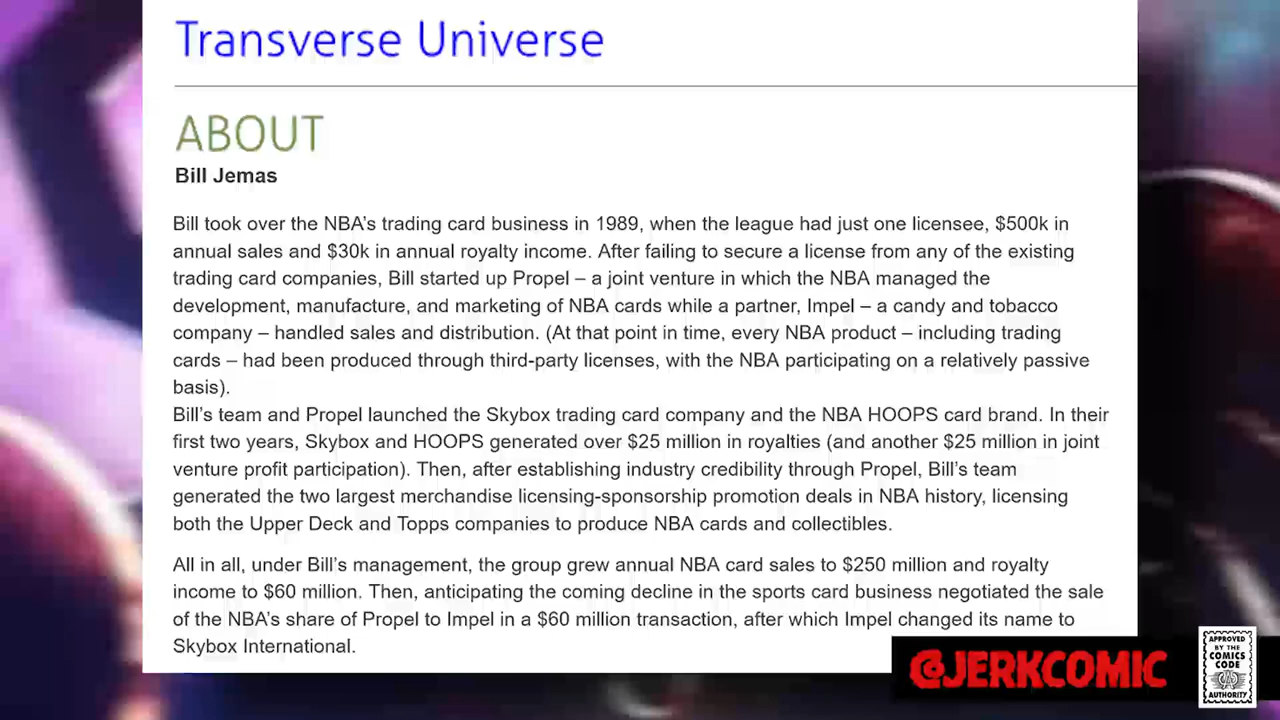 Transverse Universe
ABOUT
Bill Jemas
Bill took over the NBA’s trading card business in 1989, when the league had just one licensee, $500k in
annual sales and $30k in annual royalty income. After failing to secure a license from any of the existing
trading card companies, Bill started up Propel – a joint venture in which the NBA managed the
development, manufacture, and marketing of NBA cards while a partner, Impel – a candy and tobacco
company – handled sales and distribution. (At that point in time, every NBA product – including trading
cards – had been produced through third-party licenses, with the NBA participating on a relatively passive
basis).
Bill’s team and Propel launched the Skybox trading card company and the NBA HOOPS card brand. In their
first two years, Skybox and HOOPS generated over $25 million in royalties (and another $25 million in joint
venture profit participation). Then, after establishing industry credibility through Propel, Bill’s team
generated the two largest merchandise licensing-sponsorship promotion deals in NBA history, licensing
both the Upper Deck and Topps companies to produce NBA cards and collectibles.
All in all, under Bill’s management, the group grew annual NBA card sales to $250 million and royalty
income to $60 million. Then, anticipating the coming decline in the sports card business negotiated the sale
of the NBA’s share of Propel to Impel in a $60 million transaction, after which Impel changed its name to
Skybox International.
@JERKCOMIC
APPROVED
BY THE
COMICS
CODE
AUTHORITY